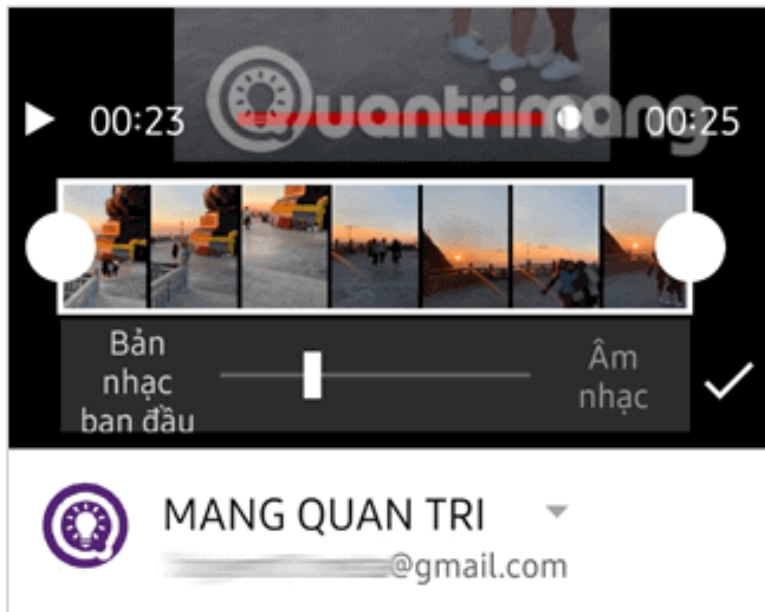 Quantrimang
00:23
00:25
Bản
nhạc
ban đầu
Âm
nhạc
MANG QUAN TRI
@gmail.com